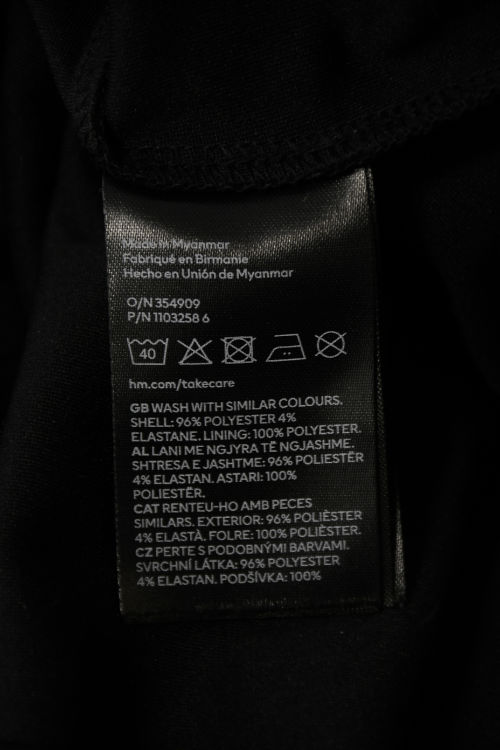 Made in Myanmar
Fabriqué en Birmanie
Hecho en Unión de Myanmar
O/N 354909
P/N 1103258 6
40
hm.com/takecare
GB WASH WITH SIMILAR COLOURS.
SHELL: 96% POLYESTER 4%
ELASTANE. LINING: 100% POLYESTER.
AL LANI ME NGJYRA TË NGJASHME.
SHTRESA E JASHTME: 96% POLIESTËR
4% ELASTAN. ASTARI: 100%
POLIESTËR.
CAT RENTEU-HO AMB PECES
SIMILARS. EXTERIOR: 96% POLIÈSTER
4% ELASTÀ. FOLRE: 100% POLIÈSTER.
CZ PERTE S PODOBNÝMI BARVAMI.
SVRCHNÍ LÁTKA: 96% POLYESTER
4% ELASTAN. PODŠÍVKA: 100%